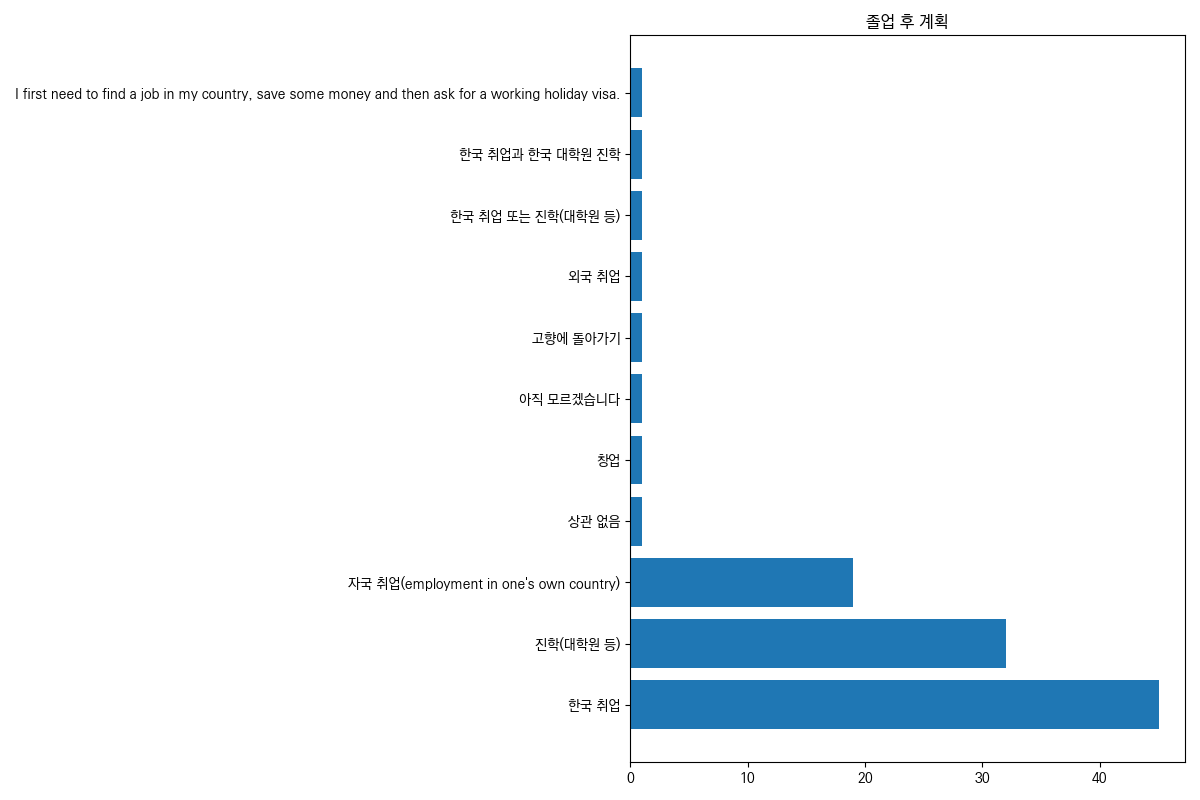 졸업 후 계획
I first need to find a job in my country, save some money and then ask for a working holiday visa.
한국 취업과 한국 대학원 진학
한국 취업 또는 진학(대학원 등)
외국 취업
고향에 돌아가기
아직 모르겠습니다
창업
상관 없음
자국 취업(employment in one's own country)
진학(대학원 등)
한국 취업
0 10 20 30 40